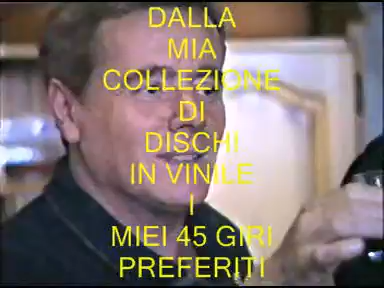 DALLA
MIA
COLLEZIONE
DI
DISCHI
IN VINILE
I
MIEI 45 GIRI
PREFERITI